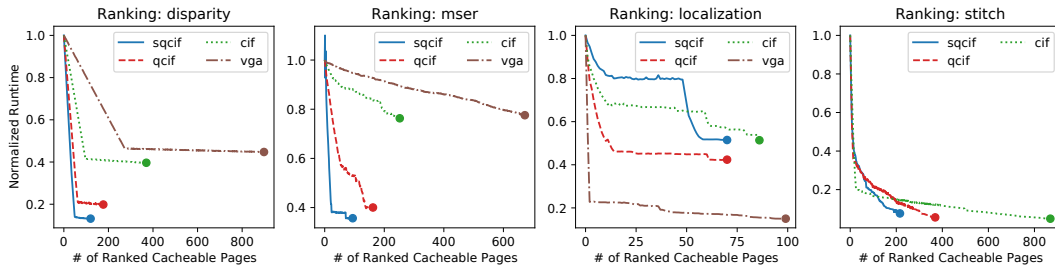 Ranking: disparity
Normalized Runtime
1.0
0.8
0.6
0.4
0.2
sqcif
qcif
cif
vga
0 200 400 600 800
# of Ranked Cacheable Pages
Ranking: mser
1.0
0.8
0.6
0.4
sqcif
qcif
cif
vga
0 200 400 600
# of Ranked Cacheable Pages
Ranking: localization
1.0
0.8
0.6
0.4
0.2
sqcif
qcif
cif
vga
0 25 50 75 100
# of Ranked Cacheable Pages
Ranking: stitch
1.0
0.8
0.6
0.4
0.2
sqcif
qcif
cif
0 200 400 600 800
# of Ranked Cacheable Pages